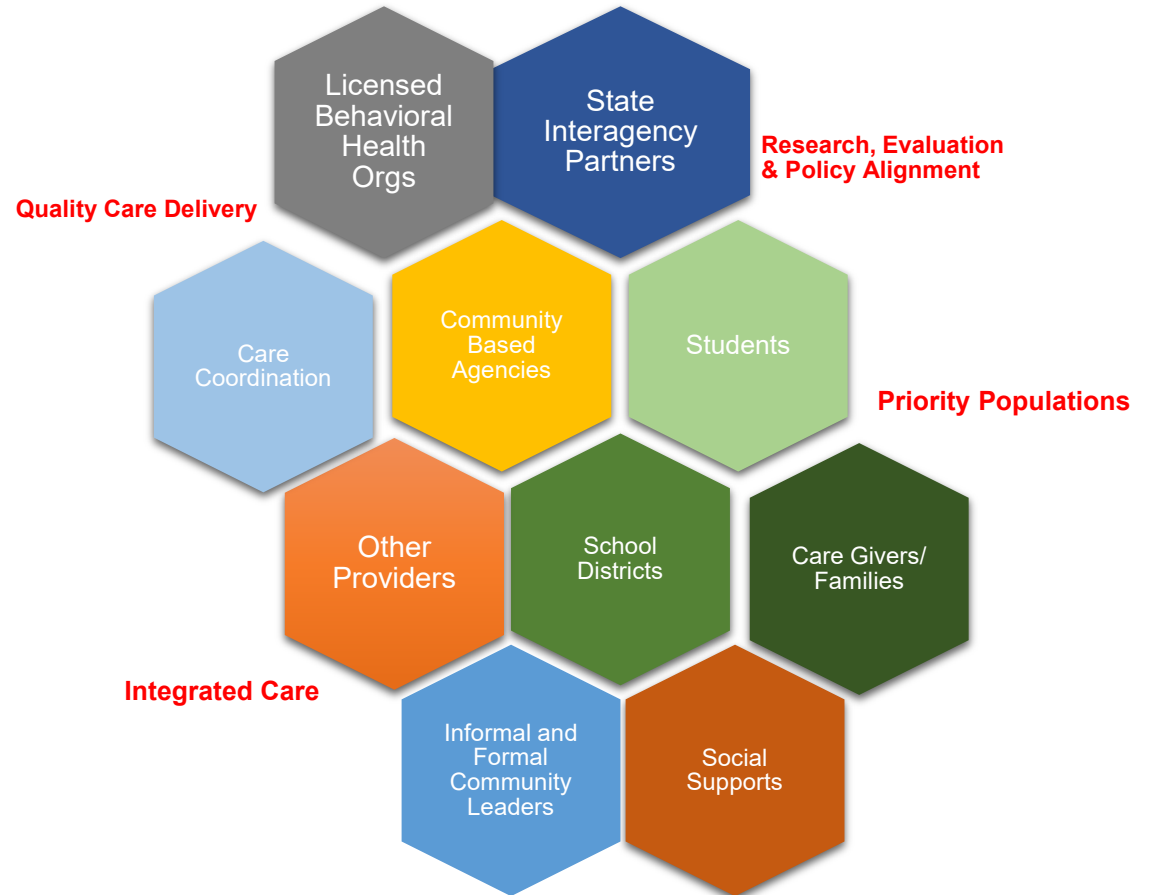 Licensed
Behavioral
Health
Orgs
State
Interagency
Partners
Research, Evaluation
& Policy Alignment
Quality Care Delivery
Care
Coordination
Community
Based
Agencies
Students
Priority Populations
Other
Providers
School
Districts
Care Givers/
Families
Integrated Care
Informal and
Formal
Community
Leaders
Social
Supports